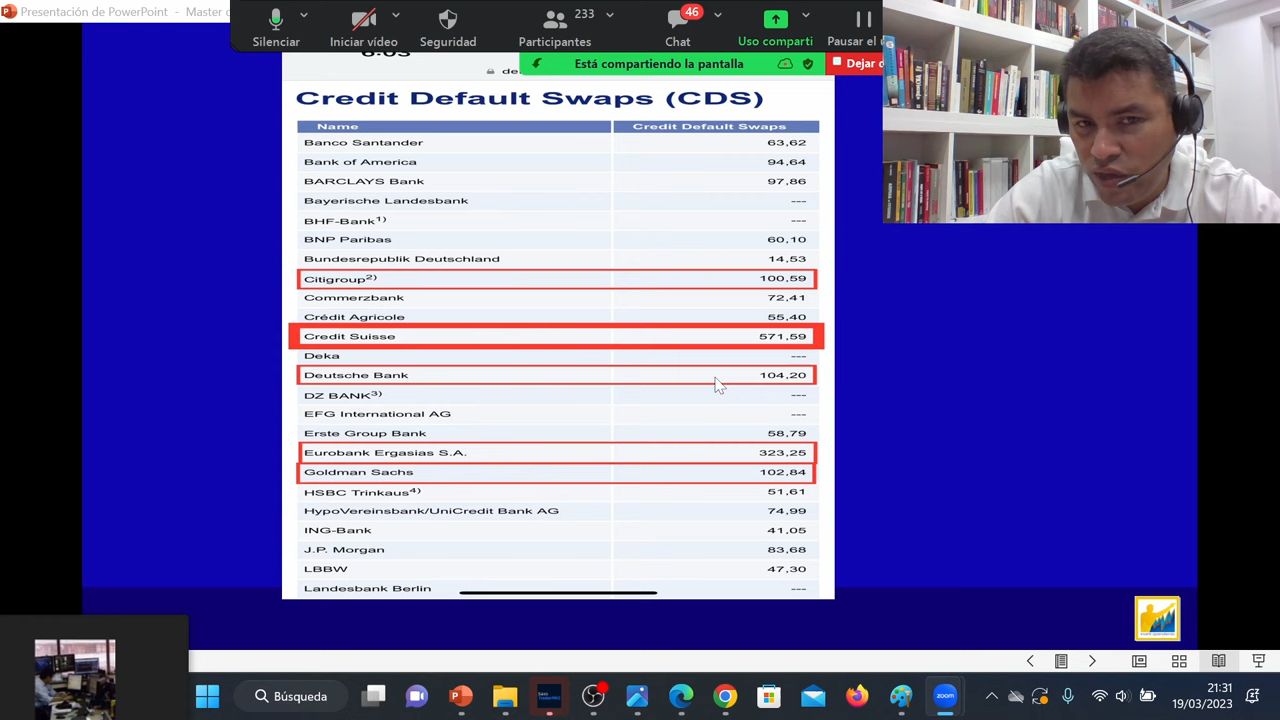 Presentación de PowerPoint - Master
Silenciar
Iniciar vídeo
Seguridad
233
Participantes
46
Chat
Uso comparti
Pausar el
Está compartiendo la pantalla
Dejar
Credit Default Swaps (CDS)
Name Credit Default Swaps
Banco Santander 63,62
Bank of America 94,64
BARCLAYS Bank 97,86
Bayerische Landesbank ---
BHF-Bank1) ---
BNP Paribas 60,10
Bundesrepublik Deutschland 14,53
Citigroup2) 100,59
Commerzbank 72,41
Crédit Agricole 55,40
Credit Suisse 571,59
Deka ---
Deutsche Bank 104,20
DZ BANK3) ---
EFG International AG ---
Erste Group Bank 58,79
Eurobank Ergasias S.A. 323,25
Goldman Sachs 102,84
HSBC Trinkaus4) 51,61
HypoVereinsbank/UniCredit Bank AG 74,99
ING-Bank 41,05
J.P. Morgan 83,68
LBBW 47,30
Landesbank Berlin ---
Búsqueda
zoom
21:31
19/03/2023